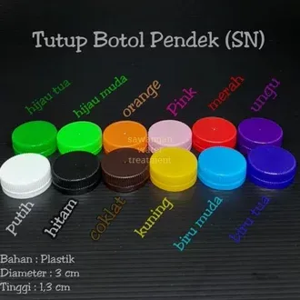 Tutup Botol Pendek (SN)
hijau tua
hijau muda
orange
Pink
merah
ungu
putih
hitam
coklat
kuning
biru muda
biru tua
Bahan : Plastik
Diameter : 3 cm
Tinggi : 1,3 cm